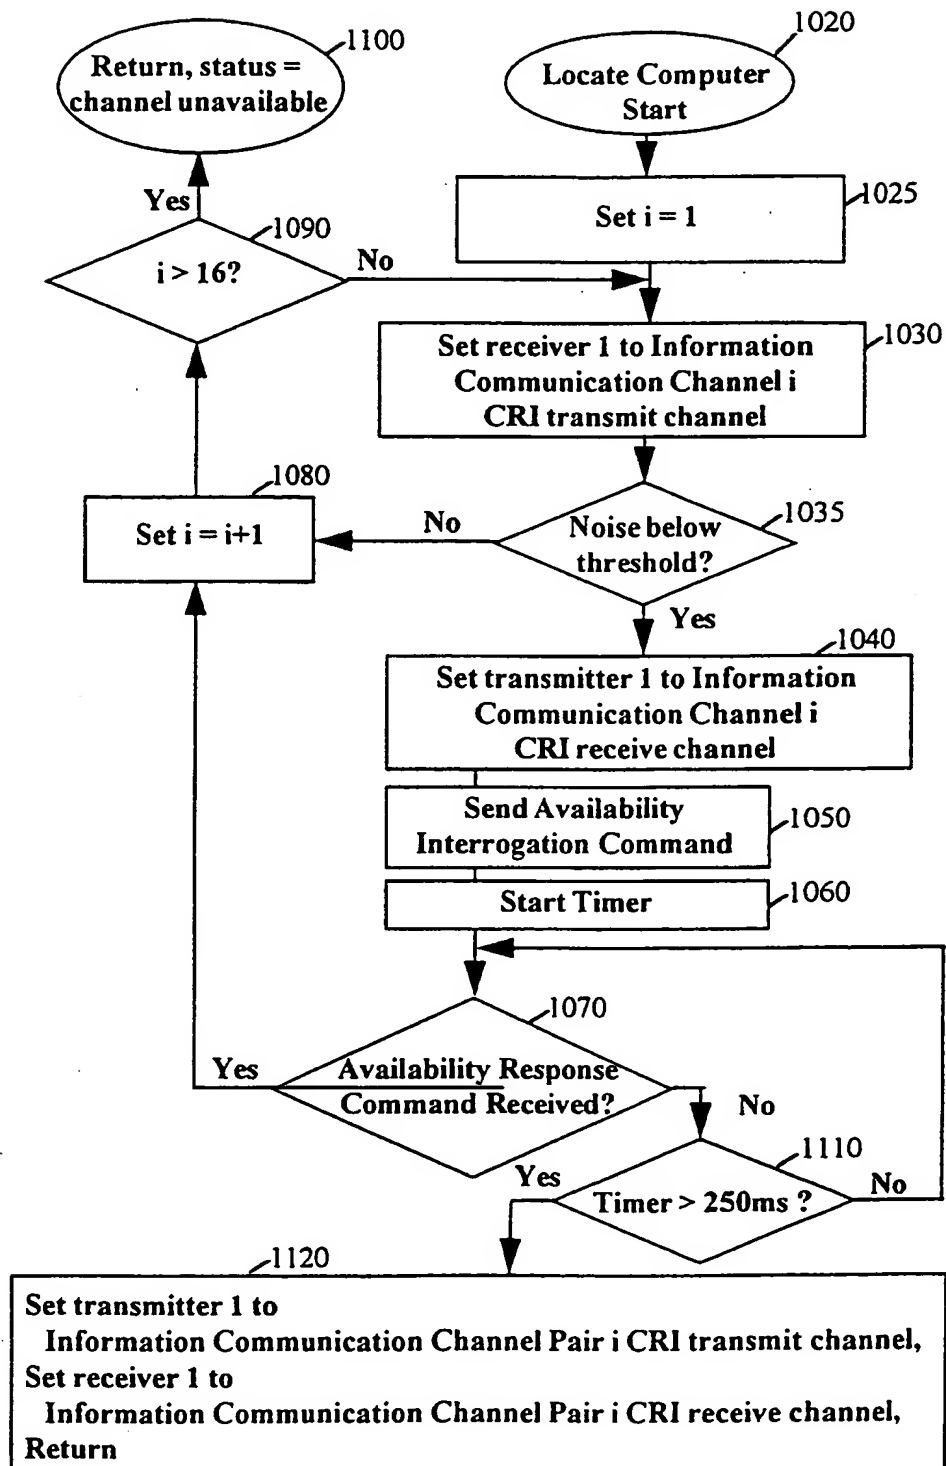 1100
Return, status =
channel unavailable
1020
Locate Computer
Start
Yes
1025
Set i = 1
1090
i > 16?
No
1030
Set receiver 1 to Information
Communication Channel i
CRI transmit channel
1080
Set i = i+1
No
1035
Noise below
threshold?
Yes
1040
Set transmitter 1 to Information
Communication Channel i
CRI receive channel
Send Availability
Interrogation Command
1050
Start Timer
1060
1070
Yes
Availability Response
Command Received?
No
1110
Yes
Timer > 250ms ?
No
1120
Set transmitter 1 to
Information Communication Channel Pair i CRI transmit channel,
Set receiver 1 to
Information Communication Channel Pair i CRI receive channel,
Return